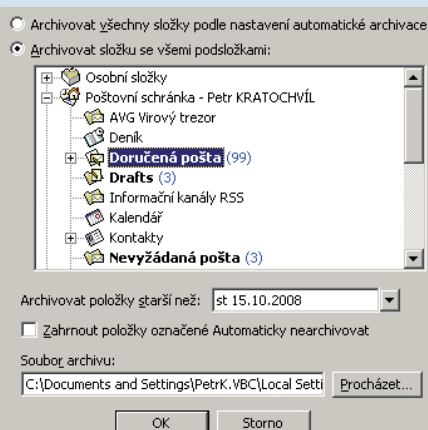 Archivovat všechny složky podle nastavení automatické archivace
Archivovat složku se všemi podsložkami:
Osobní složky
Poštovní schránka - Petr KRATOCHVÍL
AVG Virový trezor
Deník
Doručená pošta (99)
Drafts (3)
Informační kanály RSS
Kalendář
Kontakty
Nevyžádaná pošta (3)
Archivovat položky starší než: st 15.10.2008
Zahrnout položky označené Automaticky nearchivovat
Soubor archivu:
C:\Documents and Settings\PetrK.VBC\Local Setti Procházet...
OK Storno